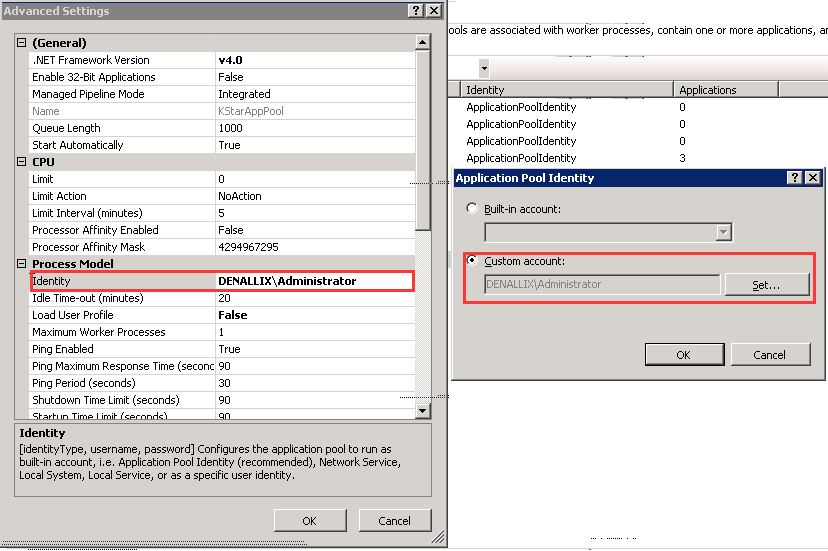 Advanced Settings
(General)
.NET Framework Version v4.0
Enable 32-Bit Applications False
Managed Pipeline Mode Integrated
Name KStarAppPool
Queue Length 1000
Start Automatically True
CPU
Limit 0
Limit Action NoAction
Limit Interval (minutes) 5
Processor Affinity Enabled False
Processor Affinity Mask 4294967295
Process Model
Identity DENALLIX\Administrator
Idle Time-out (minutes) 20
Load User Profile False
Maximum Worker Processes 1
Ping Enabled True
Ping Maximum Response Time (second 90
Ping Period (seconds) 30
Shutdown Time Limit (seconds) 90
Startup Time Limit (seconds) 90
Identity
[identityType, username, password] Configures the application pool to run as
built-in account, i.e. Application Pool Identity (recommended), Network Service,
Local System, Local Service, or as a specific user identity.
OK Cancel
ools are associated with worker processes, contain one or more applications, an
Identity Applications
ApplicationPoolIdentity 0
ApplicationPoolIdentity 0
ApplicationPoolIdentity 0
ApplicationPoolIdentity 3
Application Pool Identity
Built-in account:
Custom account:
DENALLIX\Administrator Set...
OK Cancel